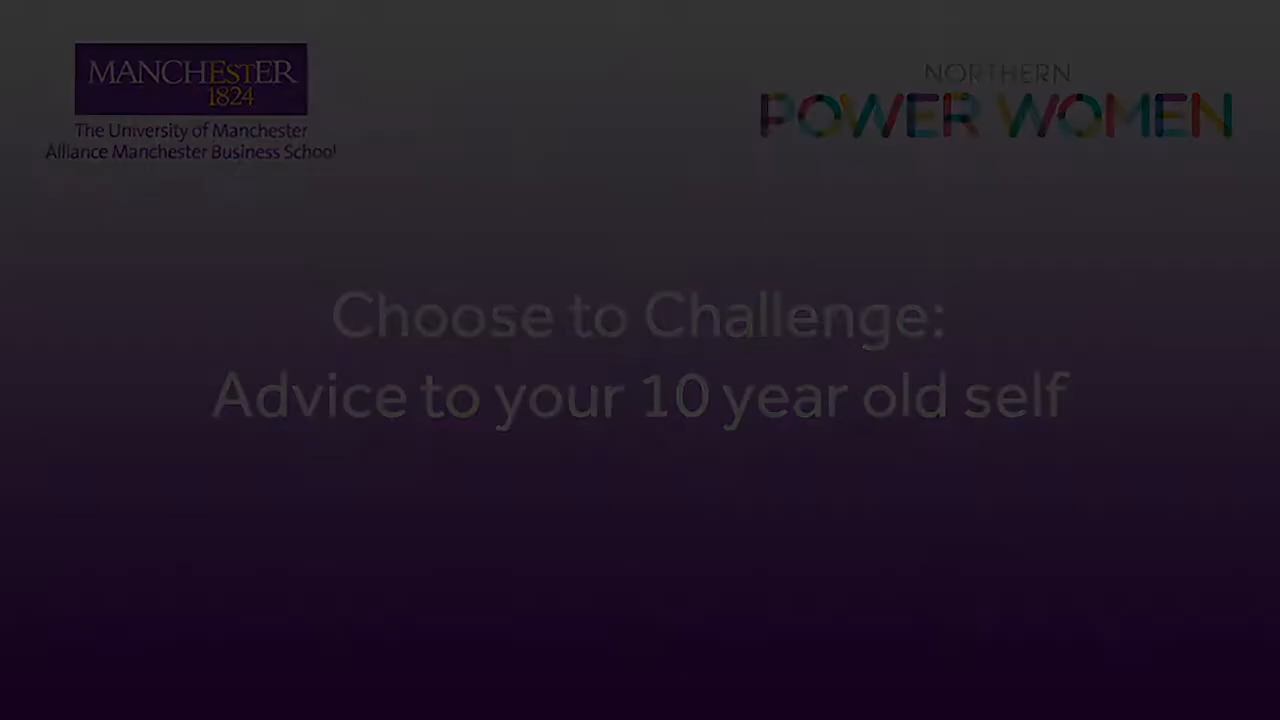 MANCHESTER
1824
The University of Manchester
Alliance Manchester Business School
NORTHERN
POWER WOMEN
Choose to Challenge:
Advice to your 10 year old self